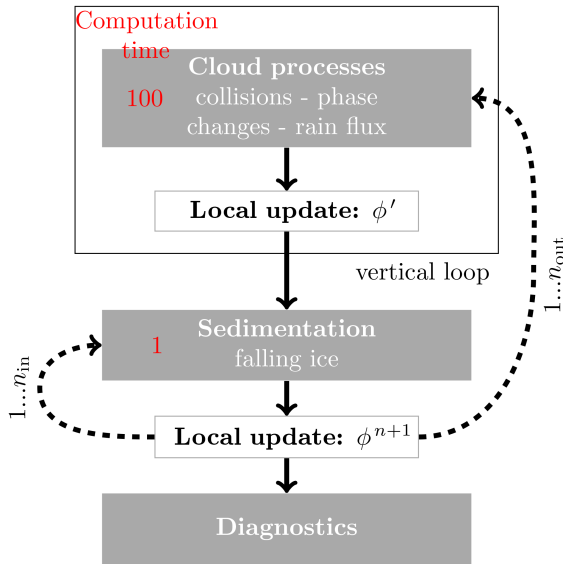 Computation
time
Cloud processes
100
collisions - phase
changes - rain flux
Local update: ϕ′
vertical loop
1...n_out
Sedimentation
1
falling ice
1...n_in
Local update: ϕ^{n+1}
Diagnostics